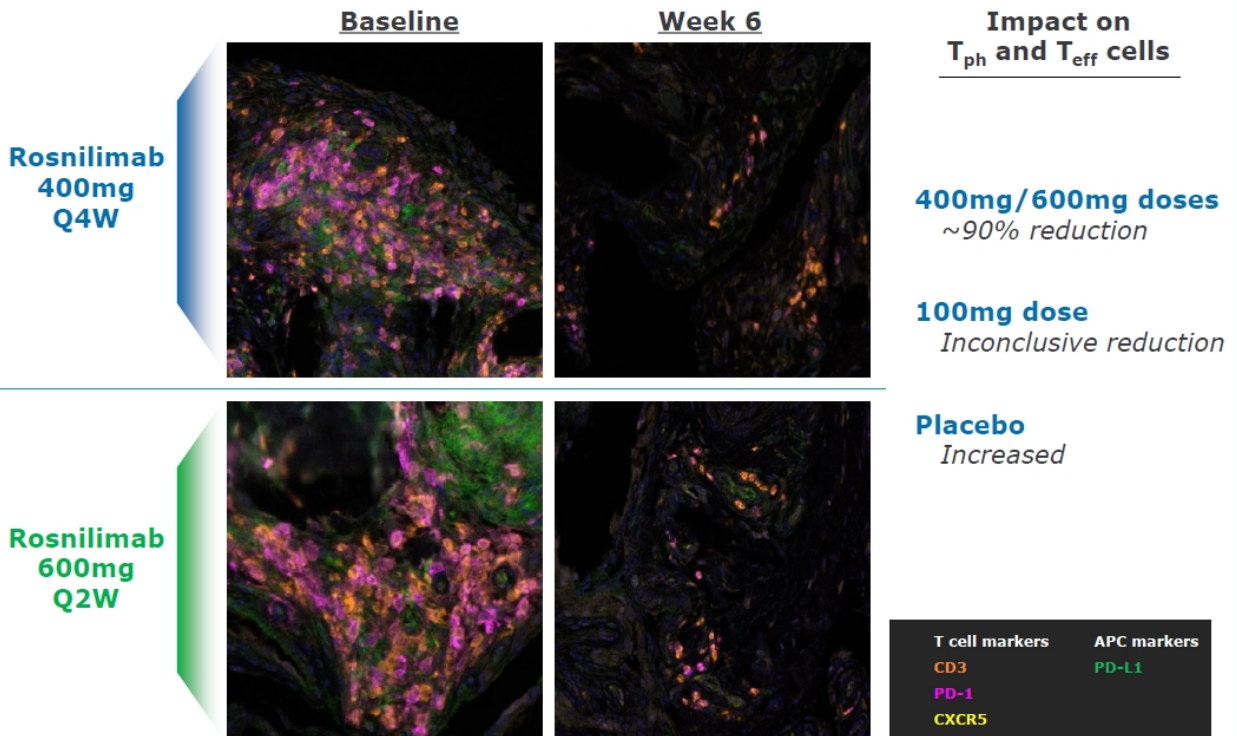 Baseline
Week 6
Impact on
Tph and Teff cells
Rosnilimab
400mg
Q4W
400mg/600mg doses
~90% reduction
100mg dose
Inconclusive reduction
Placebo
Increased
Rosnilimab
600mg
Q2W
T cell markers
APC markers
CD3
PD-L1
PD-1
CXCR5